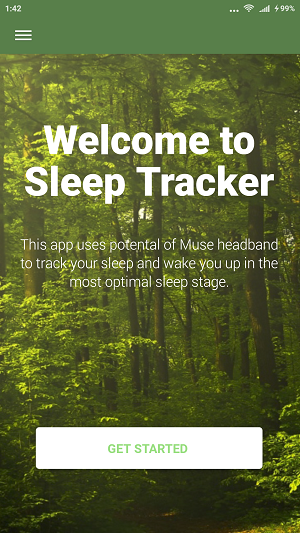 1:42
99%
Welcome to
Sleep Tracker
This app uses potental of Muse headband
to track your sleep and wake you up in the
most optimal sleep stage.
GET STARTED